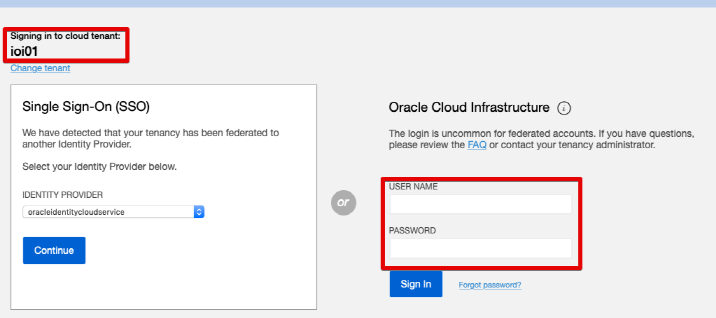 Signing in to cloud tenant:
ioi01
Change tenant
Single Sign-On (SSO)
We have detected that your tenancy has been federated to
another Identity Provider.
Select your Identity Provider below.
IDENTITY PROVIDER
oracleidentitycloudservice
Continue
or
Oracle Cloud Infrastructure i
The login is uncommon for federated accounts. If you have questions,
please review the FAQ or contact your tenancy administrator.
USER NAME
PASSWORD
Sign In
Forgot password?